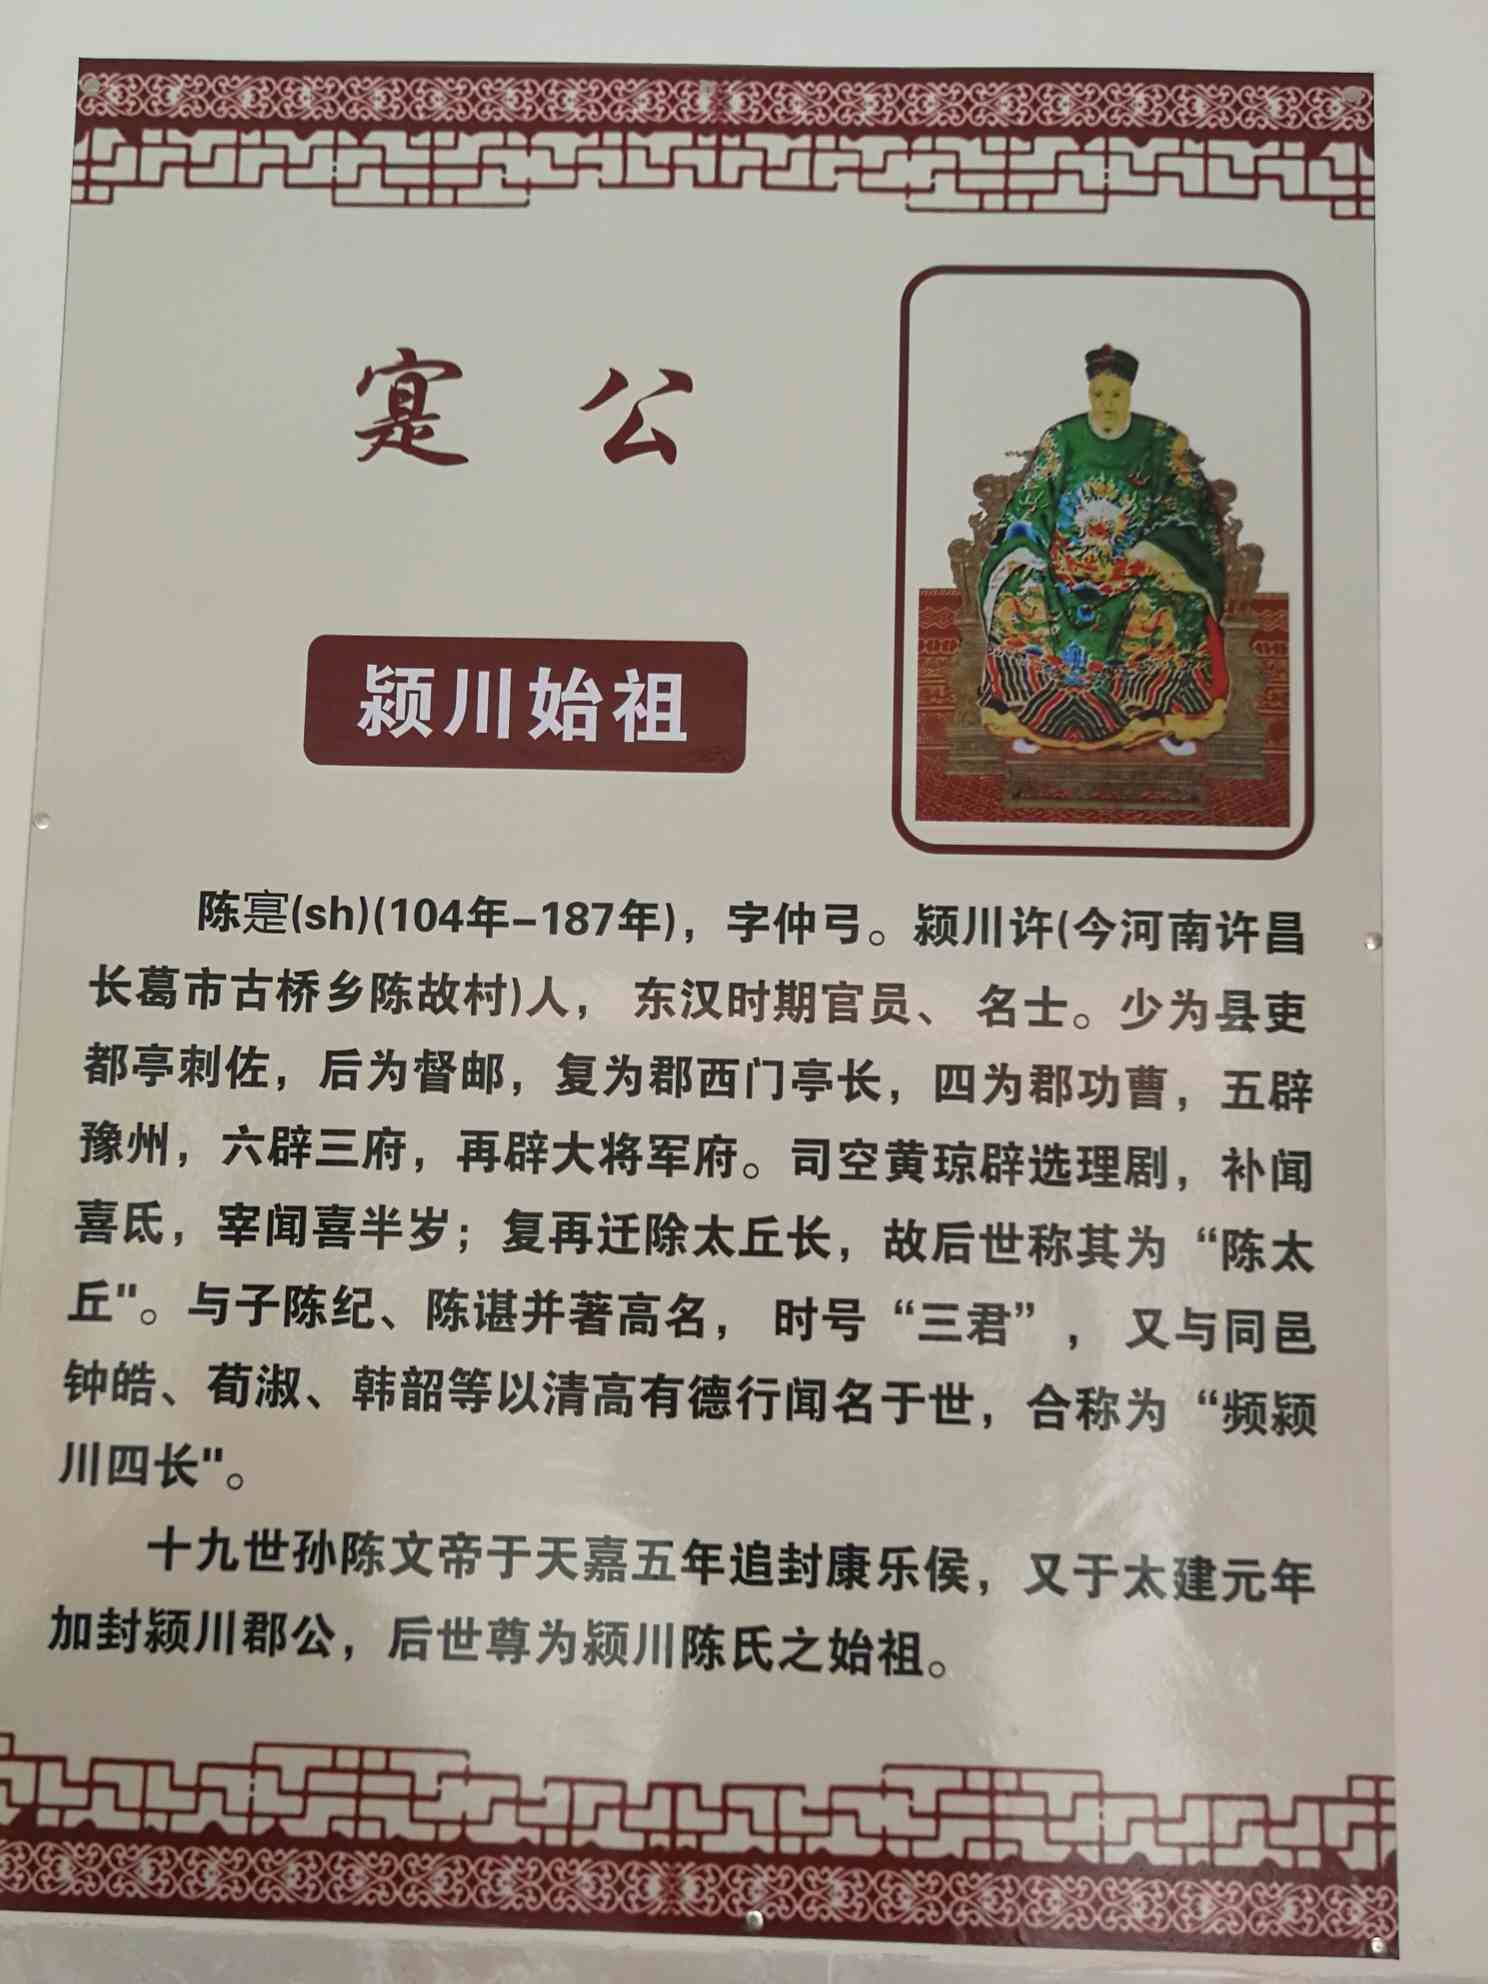 寔 公
颍川始祖
陈寔(sh)(104年-187年)，字仲弓。颍川许(今河南许昌
长葛市古桥乡陈故村)人， 东汉时期官员、 名士。少为县吏
都亭刺佐，后为督邮，复为郡西门亭长，四为郡功曹，五辟
豫州，六辟三府，再辟大将军府。司空黄琼辟选理剧，补闻
喜氏，宰闻喜半岁；复再迁除太丘长，故后世称其为“陈太
丘"。与子陈纪、陈谌并著高名， 时号“三君”， 又与同邑
钟皓、荀淑、韩韶等以清高有德行闻名于世，合称为“频颍
川四长"。
十九世孙陈文帝于天嘉五年追封康乐侯，又于太建元年
加封颍川郡公，后世尊为颍川陈氏之始祖。